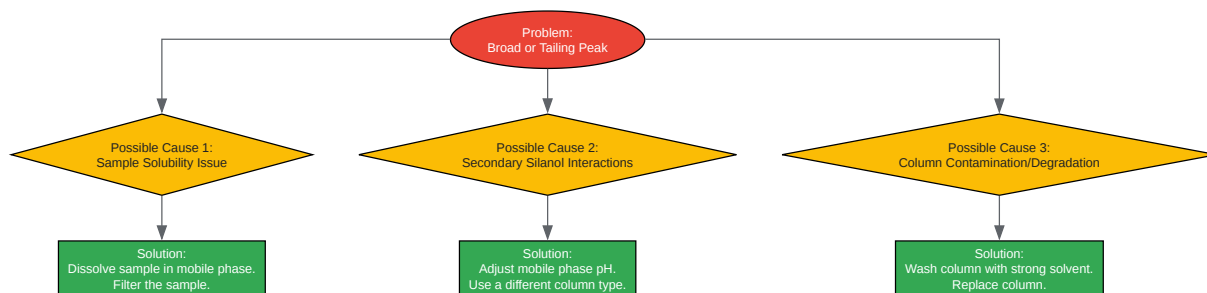 Problem:
Broad or Tailing Peak
Possible Cause 1:
Sample Solubility Issue
Possible Cause 2:
Secondary Silanol Interactions
Possible Cause 3:
Column Contamination/Degradation
Solution:
Dissolve sample in mobile phase.
Filter the sample.
Solution:
Adjust mobile phase pH.
Use a different column type.
Solution:
Wash column with strong solvent.
Replace column.